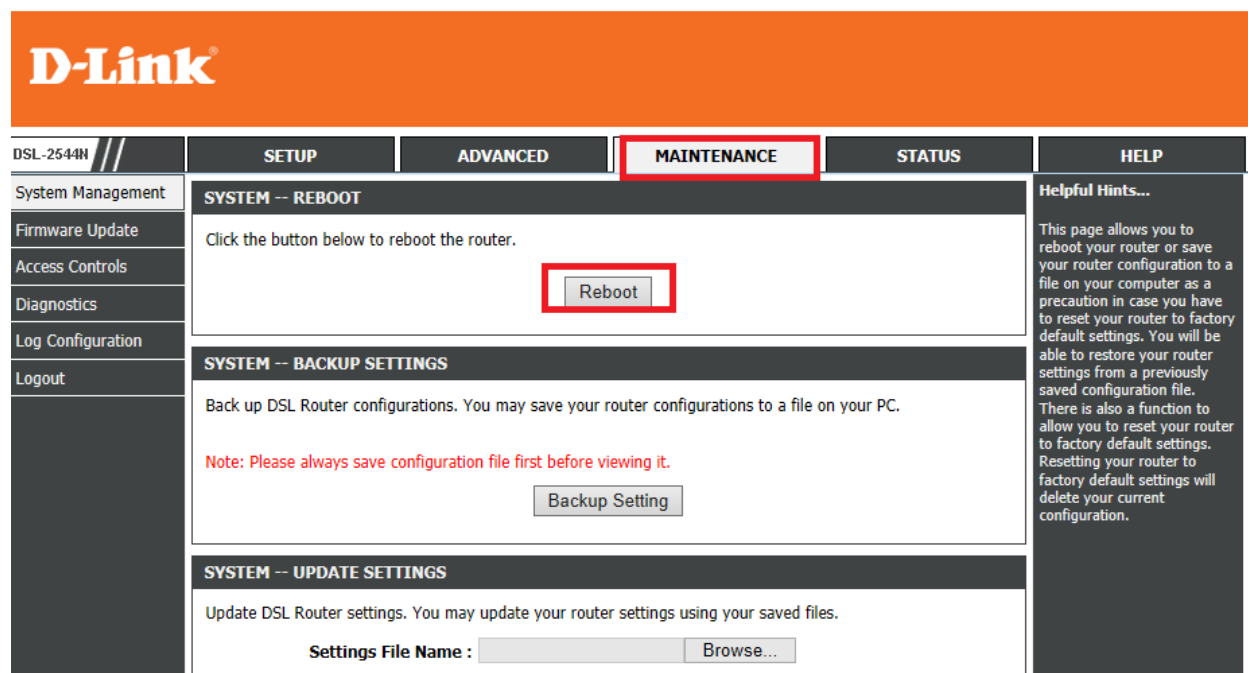 D-Link®
DSL-2544N
SETUP
ADVANCED
MAINTENANCE
STATUS
HELP
System Management
Firmware Update
Access Controls
Diagnostics
Log Configuration
Logout
SYSTEM -- REBOOT
Click the button below to reboot the router.
Reboot
SYSTEM -- BACKUP SETTINGS
Back up DSL Router configurations. You may save your router configurations to a file on your PC.
Note: Please always save configuration file first before viewing it.
Backup Setting
SYSTEM -- UPDATE SETTINGS
Update DSL Router settings. You may update your router settings using your saved files.
Settings File Name :
Browse...
Helpful Hints...
This page allows you to
reboot your router or save
your router configuration to a
file on your computer as a
precaution in case you have
to reset your router to factory
default settings. You will be
able to restore your router
settings from a previously
saved configuration file.
There is also a function to
allow you to reset your router
to factory default settings.
Resetting your router to
factory default settings will
delete your current
configuration.